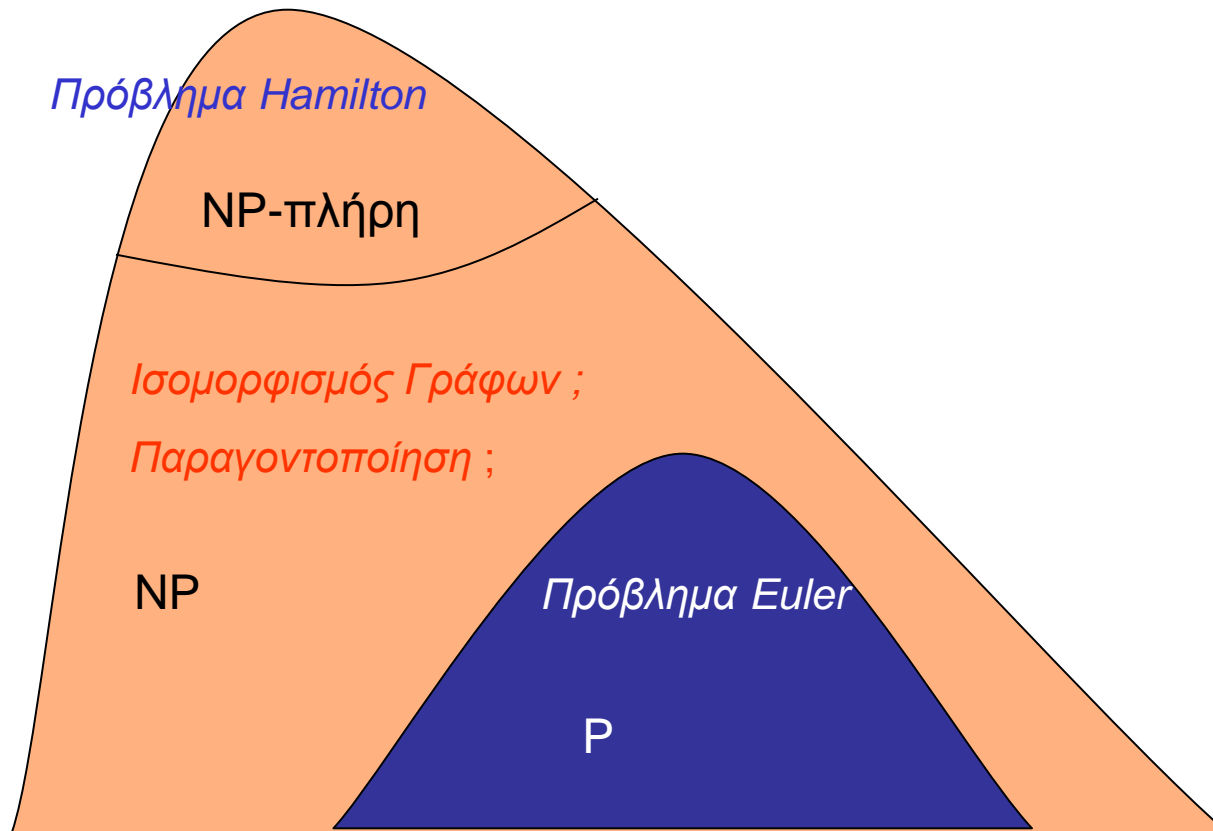 Πρόβλημα Hamilton
NP-πλήρη
Ισομορφισμός Γράφων ;
Παραγοντοποίηση ;
NP
Πρόβλημα Euler
P